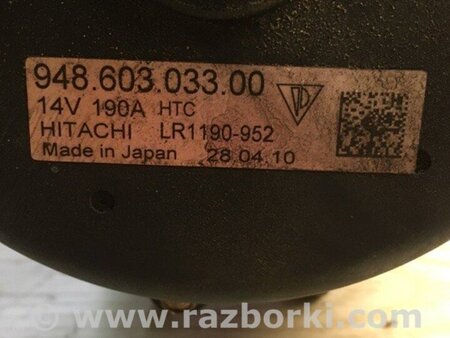 948.603.033.00
14V 190A HTC
HITACHI LR1190-952
Made in Japan 28.04.10
www.razborki.com